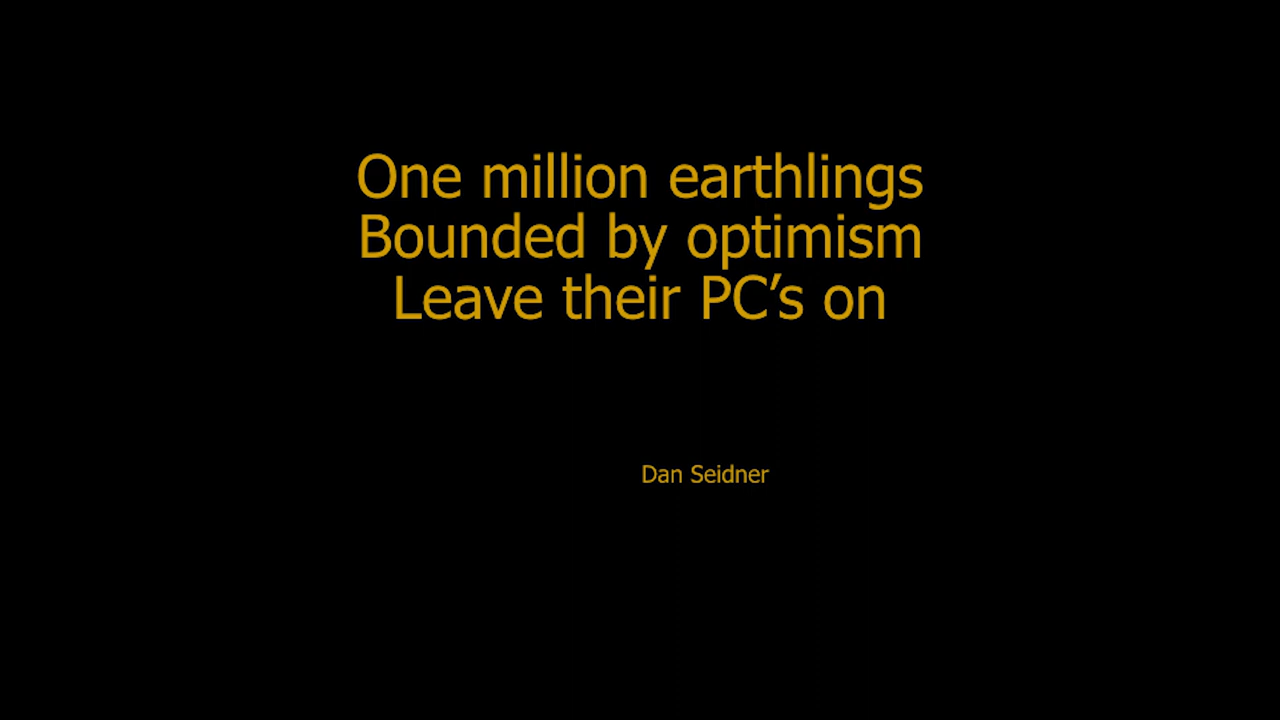 One million earthlings
Bounded by optimism
Leave their PC’s on
Dan Seidner